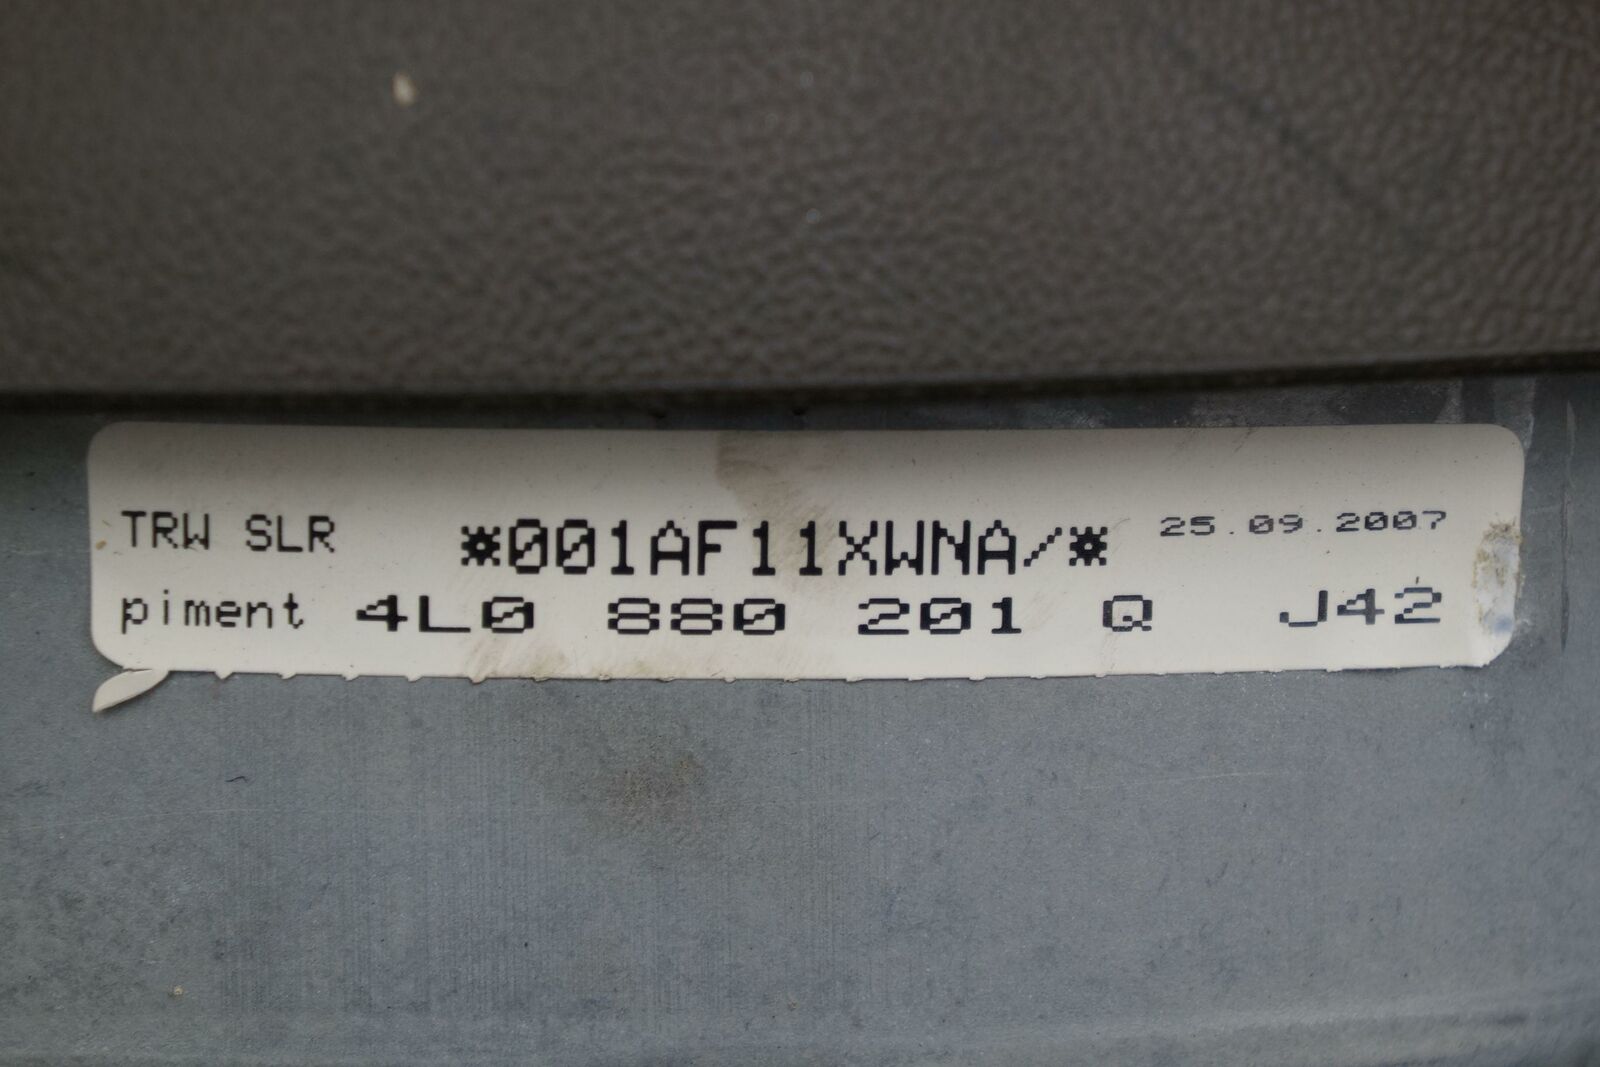 TRW SLR *001AF11XWNA/* 25.09.2007
piment 4L0 880 201 Q J42